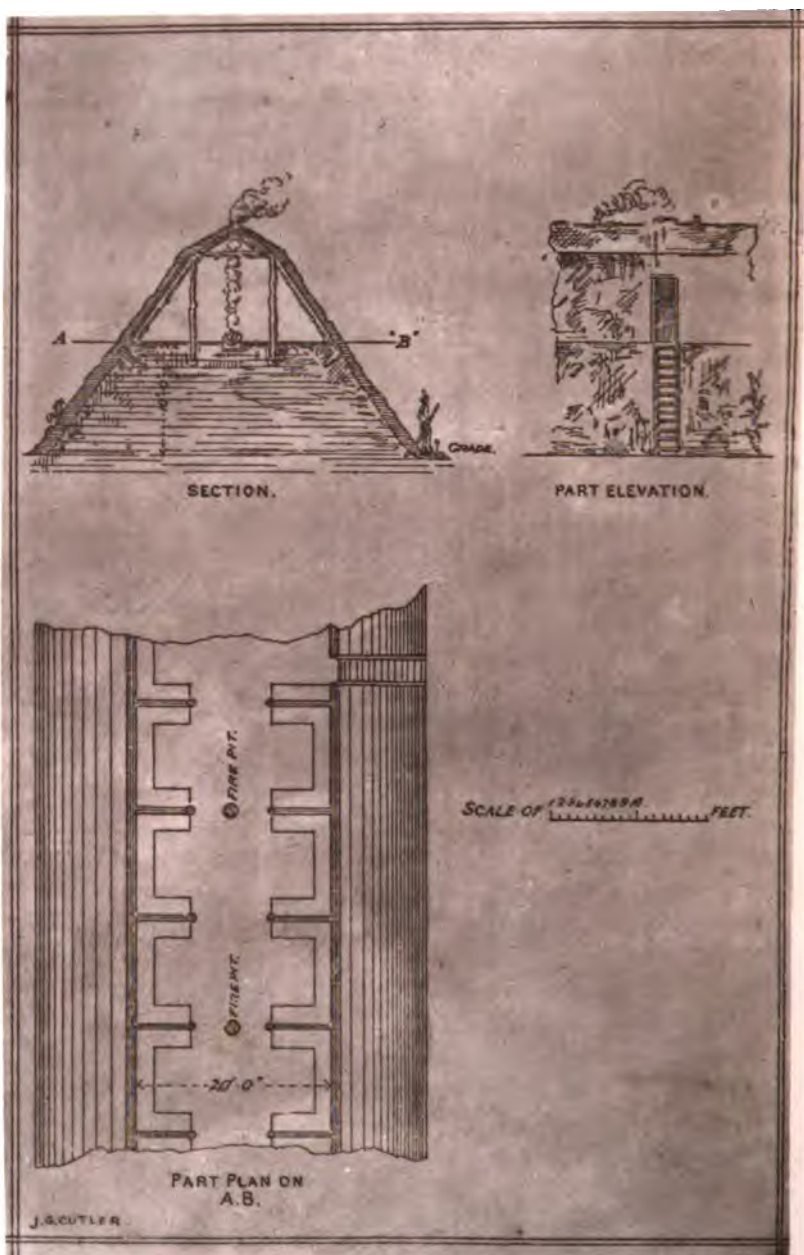 A
"B"
GRADE.
SECTION.
PART ELEVATION.
FIRE PIT.
SCALE OF
FEET.
FIRE PIT.
20'-0"
PART PLAN ON
A.B.
J.G. CUTLER